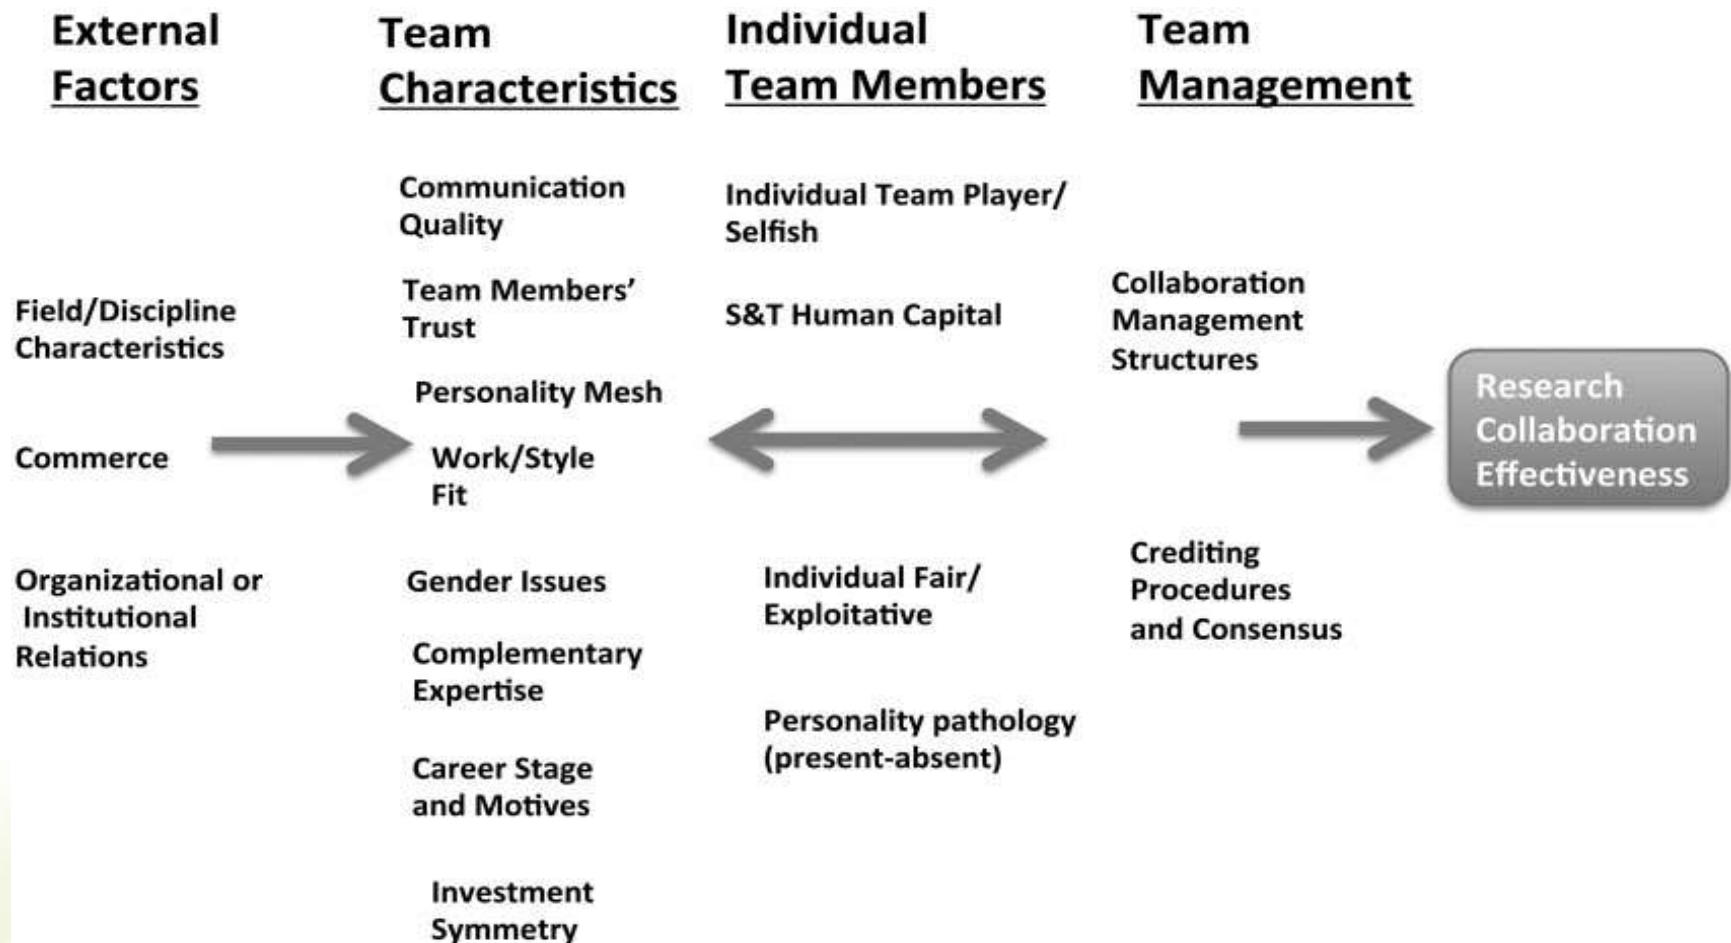 External
Factors
Field/Discipline
Characteristics
Commerce
Organizational or
Institutional
Relations
Team
Characteristics
Communication
Quality
Team Members’
Trust
Personality Mesh
Work/Style
Fit
Gender Issues
Complementary
Expertise
Career Stage
and Motives
Investment
Symmetry
Individual
Team Members
Individual Team Player/
Selfish
S&T Human Capital
Individual Fair/
Exploitative
Personality pathology
(present-absent)
Team
Management
Collaboration
Management
Structures
Crediting
Procedures
and Consensus
Research
Collaboration
Effectiveness